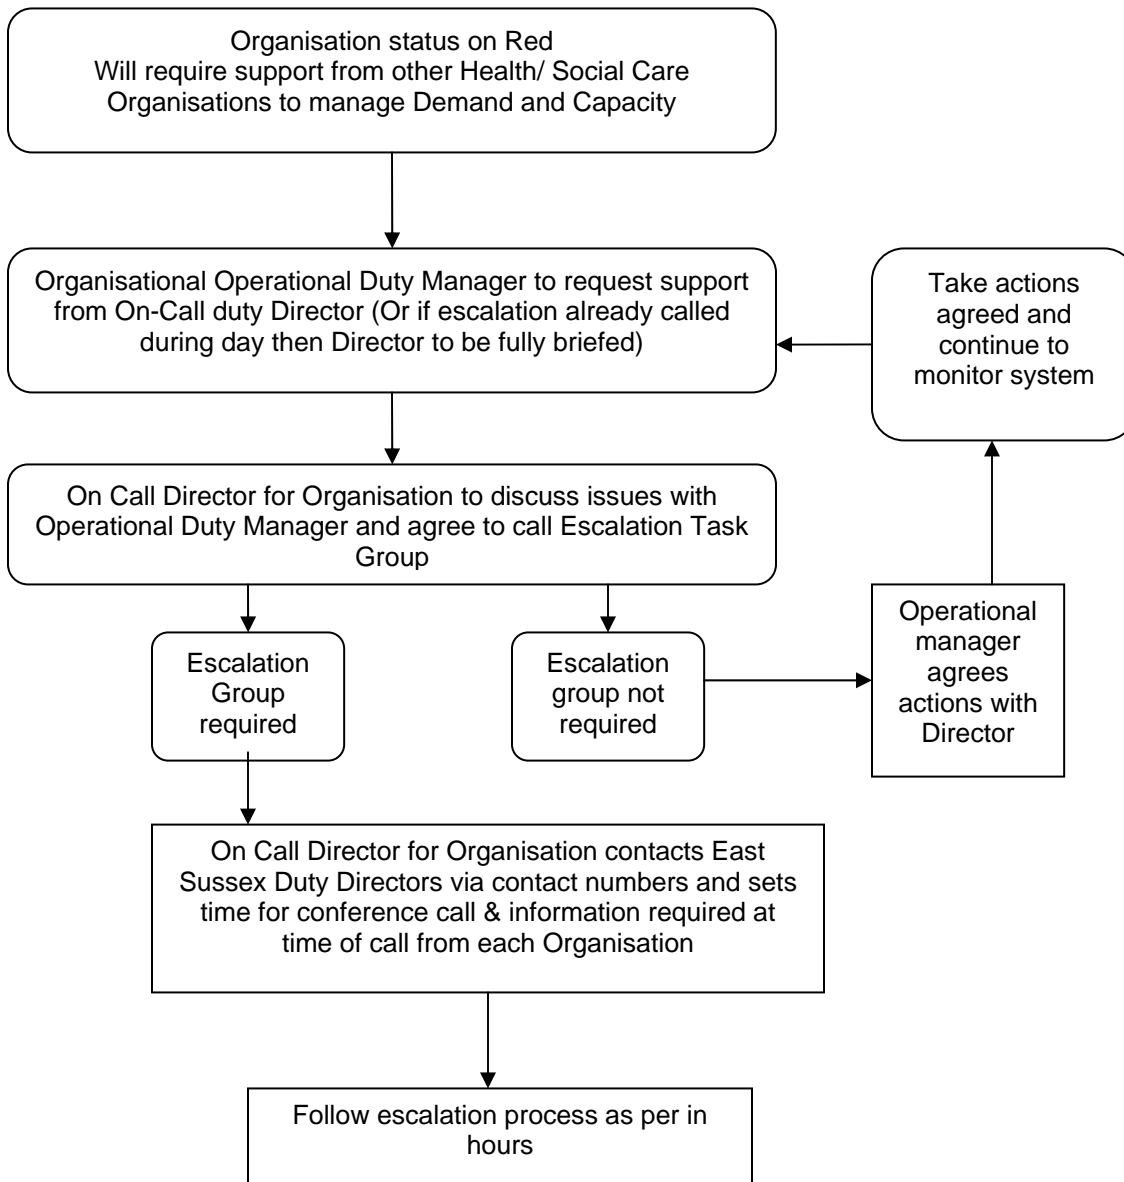 Organisation status on Red
Will require support from other Health/ Social Care
Organisations to manage Demand and Capacity
Organisational Operational Duty Manager to request support
from On-Call duty Director (Or if escalation already called
during day then Director to be fully briefed)
Take actions
agreed and
continue to
monitor system
On Call Director for Organisation to discuss issues with
Operational Duty Manager and agree to call Escalation Task
Group
Escalation
Group
required
Escalation
group not
required
Operational
manager
agrees
actions with
Director
On Call Director for Organisation contacts East
Sussex Duty Directors via contact numbers and sets
time for conference call & information required at
time of call from each Organisation
Follow escalation process as per in
hours